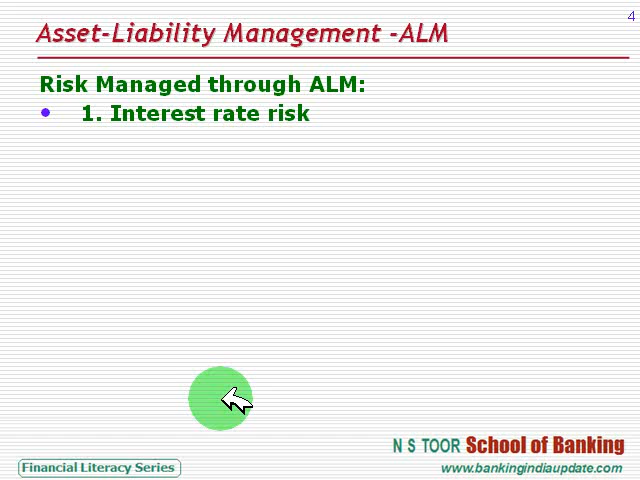 4
Asset-Liability Management -ALM
Risk Managed through ALM:
• 1. Interest rate risk
N S TOOR School of Banking
Financial Literacy Series
www.bankingindiaupdate.com